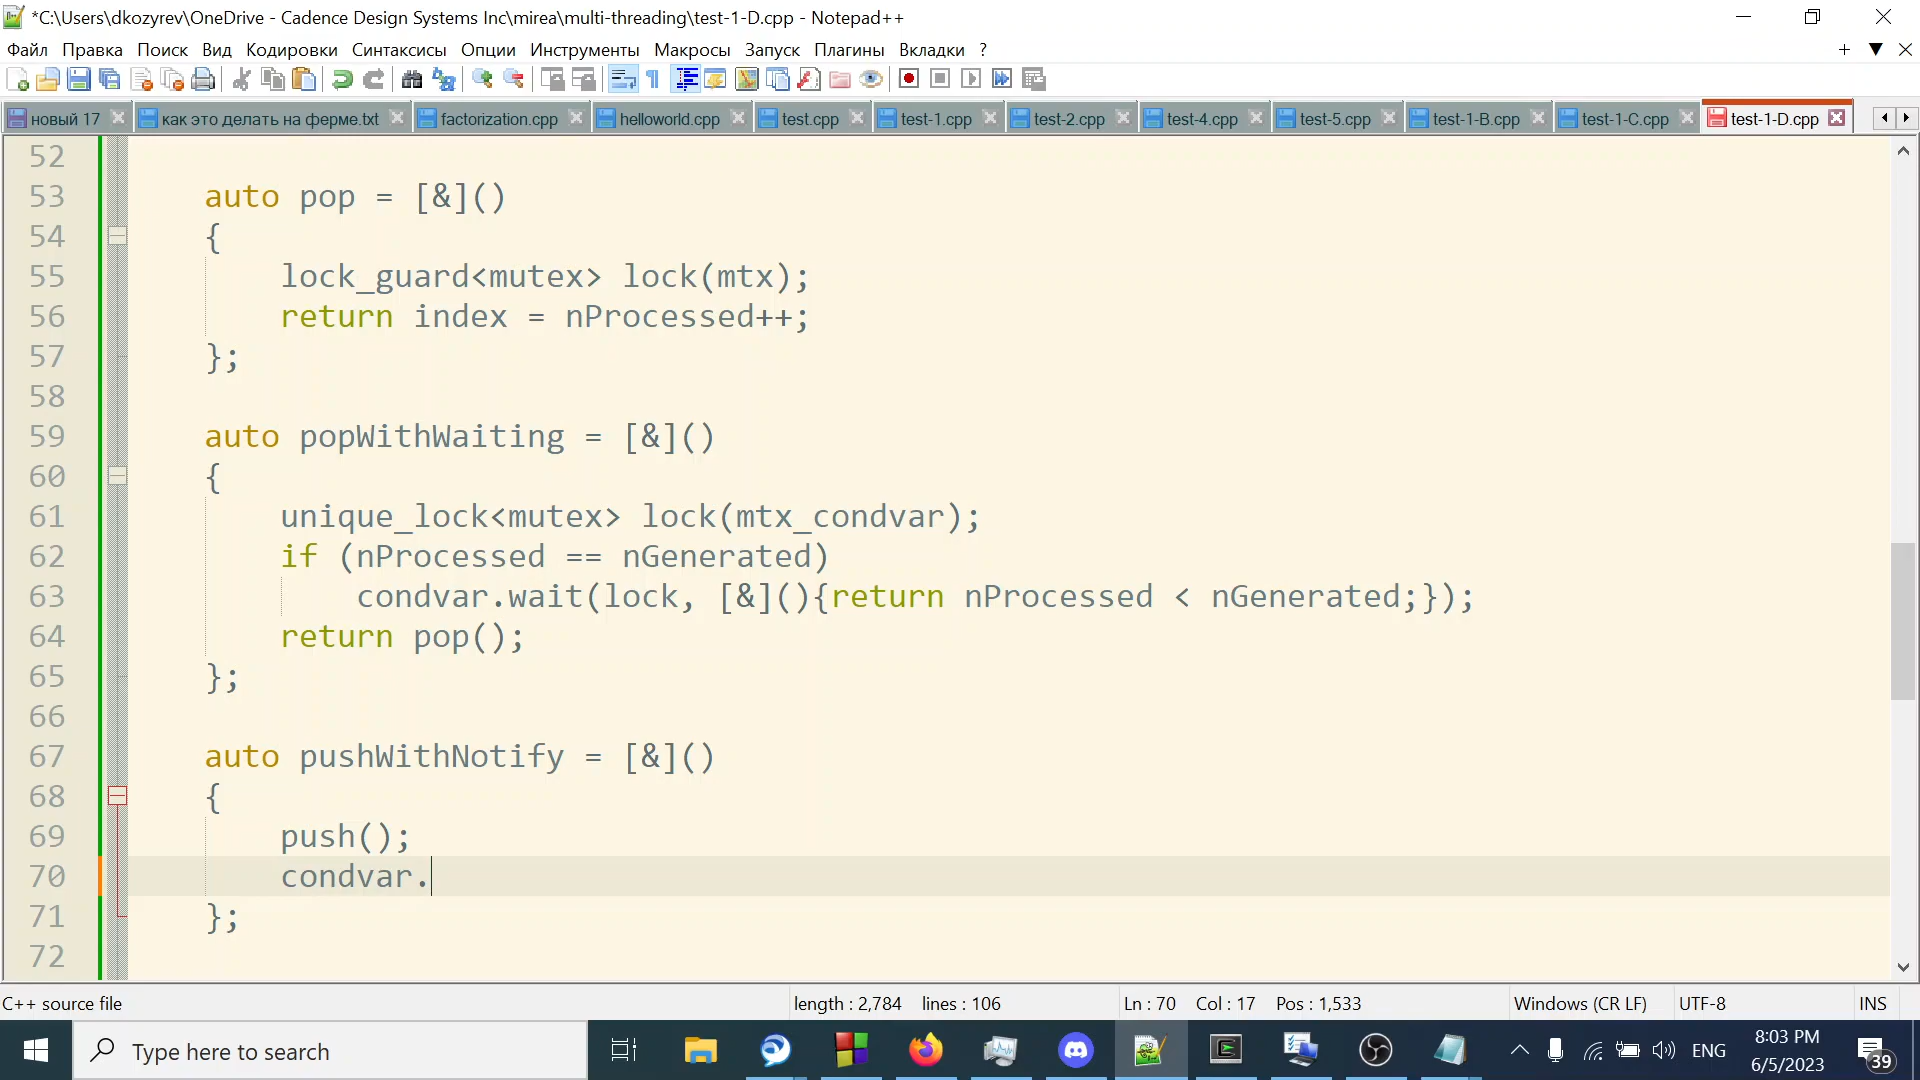 *C:\Users\dkozyrev\OneDrive - Cadence Design Systems Inc\mirea\multi-threading\test-1-D.cpp - Notepad++
Файл Правка Поиск Вид Кодировки Синтаксисы Опции Инструменты Макросы Запуск Плагины Вкладки ?
новый 17 как это делать на ферме.txt factorization.cpp helloworld.cpp test.cpp test-1.cpp test-2.cpp test-4.cpp test-5.cpp test-1-B.cpp test-1-C.cpp test-1-D.cpp
52
53 auto pop = [&]()
54 {
55 lock_guard<mutex> lock(mtx);
56 return index = nProcessed++;
57 };
58
59 auto popWithWaiting = [&]()
60 {
61 unique_lock<mutex> lock(mtx_condvar);
62 if (nProcessed == nGenerated)
63 condvar.wait(lock, [&](){return nProcessed < nGenerated;});
64 return pop();
65 };
66
67 auto pushWithNotify = [&]()
68 {
69 push();
70 condvar.
71 };
72
C++ source file length : 2,784 lines : 106 Ln : 70 Col : 17 Pos : 1,533 Windows (CR LF) UTF-8 INS
Type here to search ENG 8:03 PM
6/5/2023 39